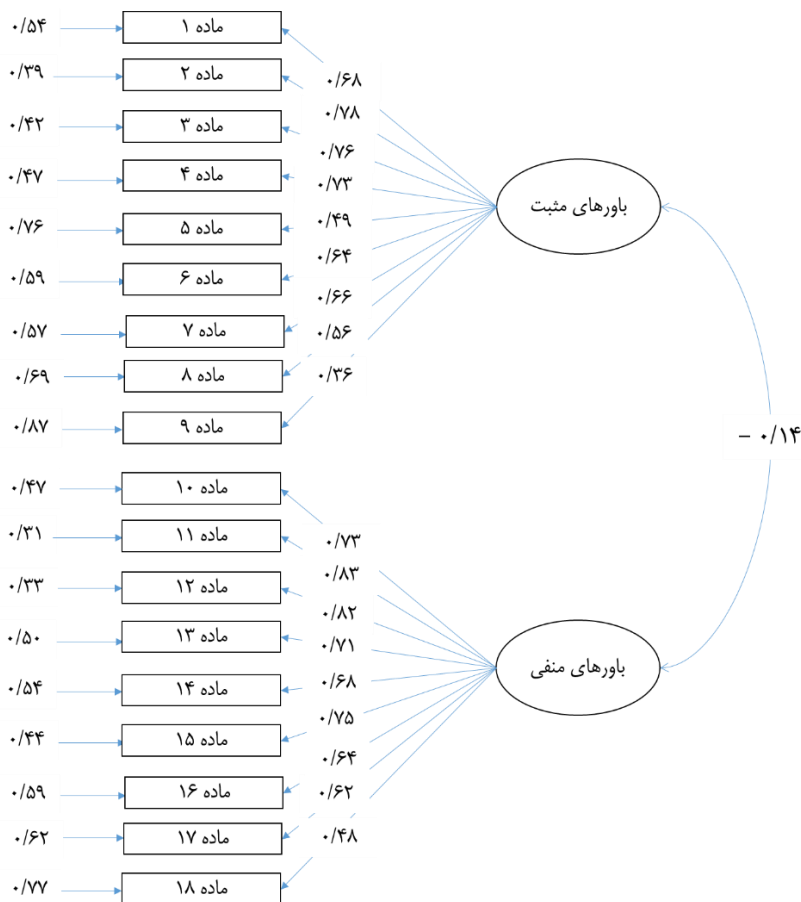 ۰/۵۴ ماده ۱
۰/۳۹ ماده ۲
۰/۶۸
۰/۴۲ ماده ۳
۰/۷۸
۰/۷۶
۰/۴۷ ماده ۴
۰/۷۳
باورهای مثبت
۰/۷۶ ماده ۵
۰/۴۹
۰/۶۴
۰/۵۹ ماده ۶
۰/۶۶
۰/۵۷ ماده ۷
۰/۵۶
۰/۶۹ ماده ۸
۰/۳۶
۰/۸۷ ماده ۹
- ۰/۱۴
۰/۴۷ ماده ۱۰
۰/۳۱ ماده ۱۱
۰/۷۳
۰/۸۳
۰/۳۳ ماده ۱۲
۰/۸۲
۰/۵۰ ماده ۱۳
۰/۷۱
باورهای منفی
۰/۵۴ ماده ۱۴
۰/۶۸
۰/۷۵
۰/۴۴ ماده ۱۵
۰/۶۴
۰/۵۹ ماده ۱۶
۰/۶۲
۰/۶۲ ماده ۱۷
۰/۴۸
۰/۷۷ ماده ۱۸